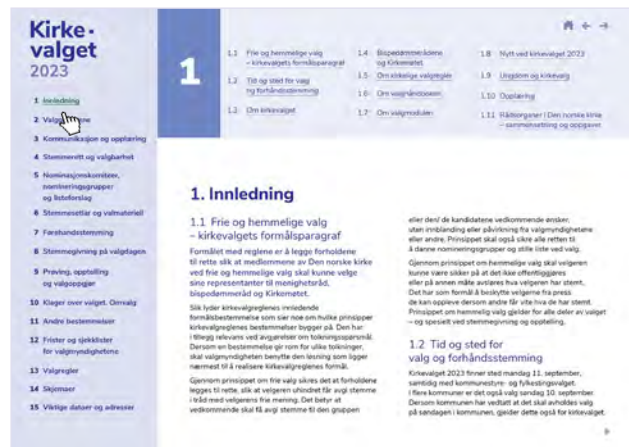 Kirke-
valget
2023
1 Innledning
2 Valgorganene
3 Kommunikasjon og opplæring
4 Stemmerett og valgbarhet
5 Nominasjonskomiteer,
nomineringsgrupper
og listeforslag
6 Stemmesetlar og valmateriell
7 Førehandsstemming
8 Stemmegivning på valgdagen
9 Prøving, oppteljing
og valgoppgjør
10 Klager over valget. Omvalg
11 Andre bestemmelser
12 Frister og sjekklister
for valgmyndighetene
13 Valgregler
14 Skjemaer
15 Viktige datoer og adresser
1
1.1 Frie og hemmelige valg
– kirkevalgets formålsparagraf
1.2 Tid og sted for valg
og forhåndsstemming
1.3 Om kirkevalget
1.4 Bispedømmerådene
og Kirkemøtet
1.5 Om kirkelige valgregler
1.6 Om valghåndboken
1.7 Om valgmodulen
1.8 Nytt ved kirkevalget 2023
1.9 Ungdom og kirkevalg
1.10 Opplæring
1.11 Rådsorganer i Den norske kirke
– sammensetning og oppgaver
1. Innledning
1.1 Frie og hemmelige valg
– kirkevalgets formålsparagraf
Formålet med reglene er å legge forholdene
til rette slik at medlemmene av Den norske kirke
ved frie og hemmelige valg skal kunne velge
sine representanter til menighetsråd,
bispedømmeråd og Kirkemøtet.
Slik lyder kirkevalgreglenes innledende
formålsbestemmelse som sier noe om hvilke prinsipper
kirkevalgreglenes bestemmelser bygger på. Den har
i tillegg relevans ved avgjørelser om tolkningsspørsmål.
Dersom en bestemmelse gir rom for ulike tolkninger,
skal valgmyndigheten benytte den løsning som ligger
nærmest til å realisere kirkevalgreglenes formål.
Gjennom prinsippet om frie valg sikres det at forholdene
legges til rette, slik at velgeren uhindret får avgi stemme
i tråd med velgerens frie mening. Det betyr at
vedkommende skal få avgi stemme til den gruppen
eller den/ de kandidatene vedkommende ønsker,
uten innblanding eller påvirkning fra valgmyndighetene
eller andre. Prinsippet skal også sikre alle retten til
å danne nomineringsgrupper og stille liste ved valg.
Gjennom prinsippet om hemmelige valg skal velgeren
kunne være sikker på at det ikke offentliggjøres
eller på annen måte avsløres hva velgeren har stemt.
Det har som formål å beskytte velgerne fra press
de kan oppleve dersom andre får vite hva de har stemt.
Prinsippet om hemmelig valg gjelder for alle deler av valget
– og spesielt ved stemmegivning og opptelling.
1.2 Tid og sted for
valg og forhåndsstemming
Kirkevalget 2023 finner sted mandag 11. september,
samtidig med kommunestyre- og fylkestingsvalget.
I flere kommuner er det også valg søndag 10. september.
Dersom kommunen har vedtatt at det skal avholdes valg
på søndagen i kommunen, gjelder dette også for kirkevalget.